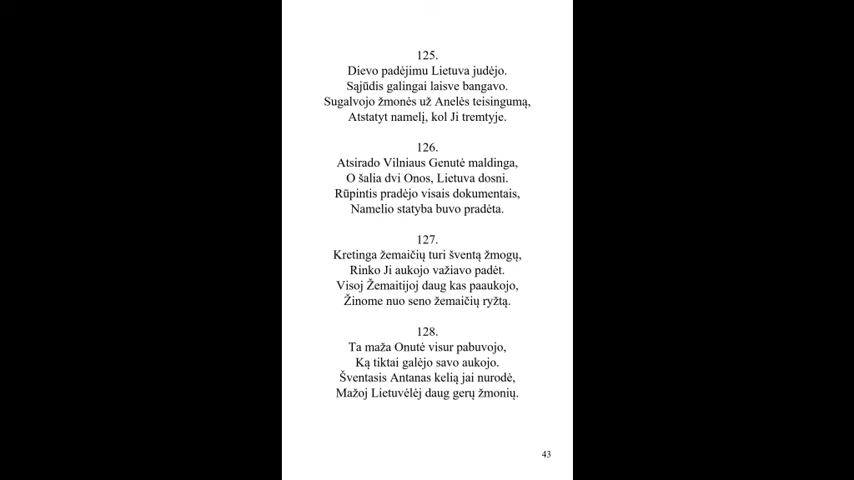 125.
Dievo padėjimu Lietuva judėjo.
Sąjūdis galingai laisve bangavo.
Sugalvojo žmonės už Anelės teisingumą,
Atstatyt namelį, kol Ji tremtyje.
126.
Atsirado Vilniaus Genutė maldinga,
O šalia dvi Onos, Lietuva dosni.
Rūpintis pradėjo visais dokumentais,
Namelio statyba buvo pradėta.
127.
Kretinga žemaičių turi šventą žmogų,
Rinko Ji aukojo važiavo padėt.
Visoj Žemaitijoj daug kas paaukojo,
Žinome nuo seno žemaičių ryžtą.
128.
Ta maža Onutė visur pabuvojo,
Ką tiktai galėjo savo aukojo.
Šventasis Antanas kelią jai nurodė,
Mažoj Lietuvėlėj daug gerų žmonių.
43